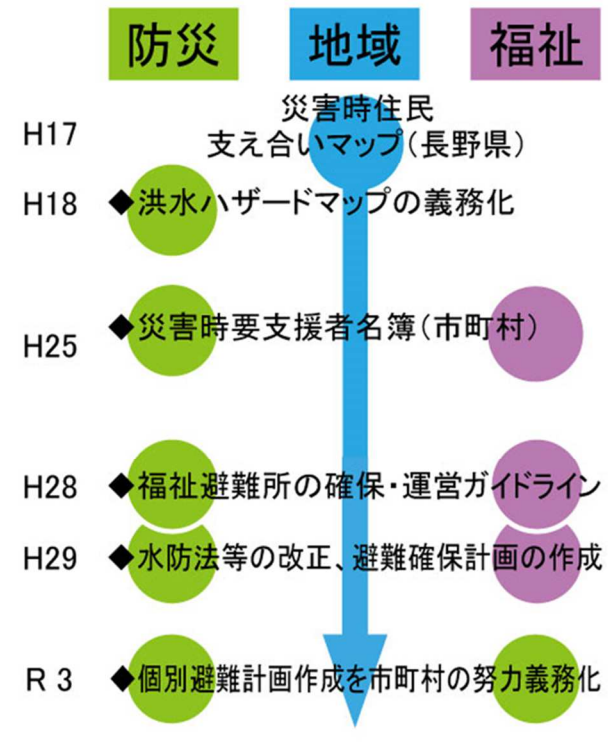 防災 地域 福祉
災害時住民
H17 支え合いマップ(長野県)
H18 ◆洪水ハザードマップの義務化
H25 ◆災害時要支援者名簿(市町村)
H28 ◆福祉避難所の確保・運営ガイドライン
H29 ◆水防法等の改正、避難確保計画の作成
R3 ◆個別避難計画作成を市町村の努力義務化